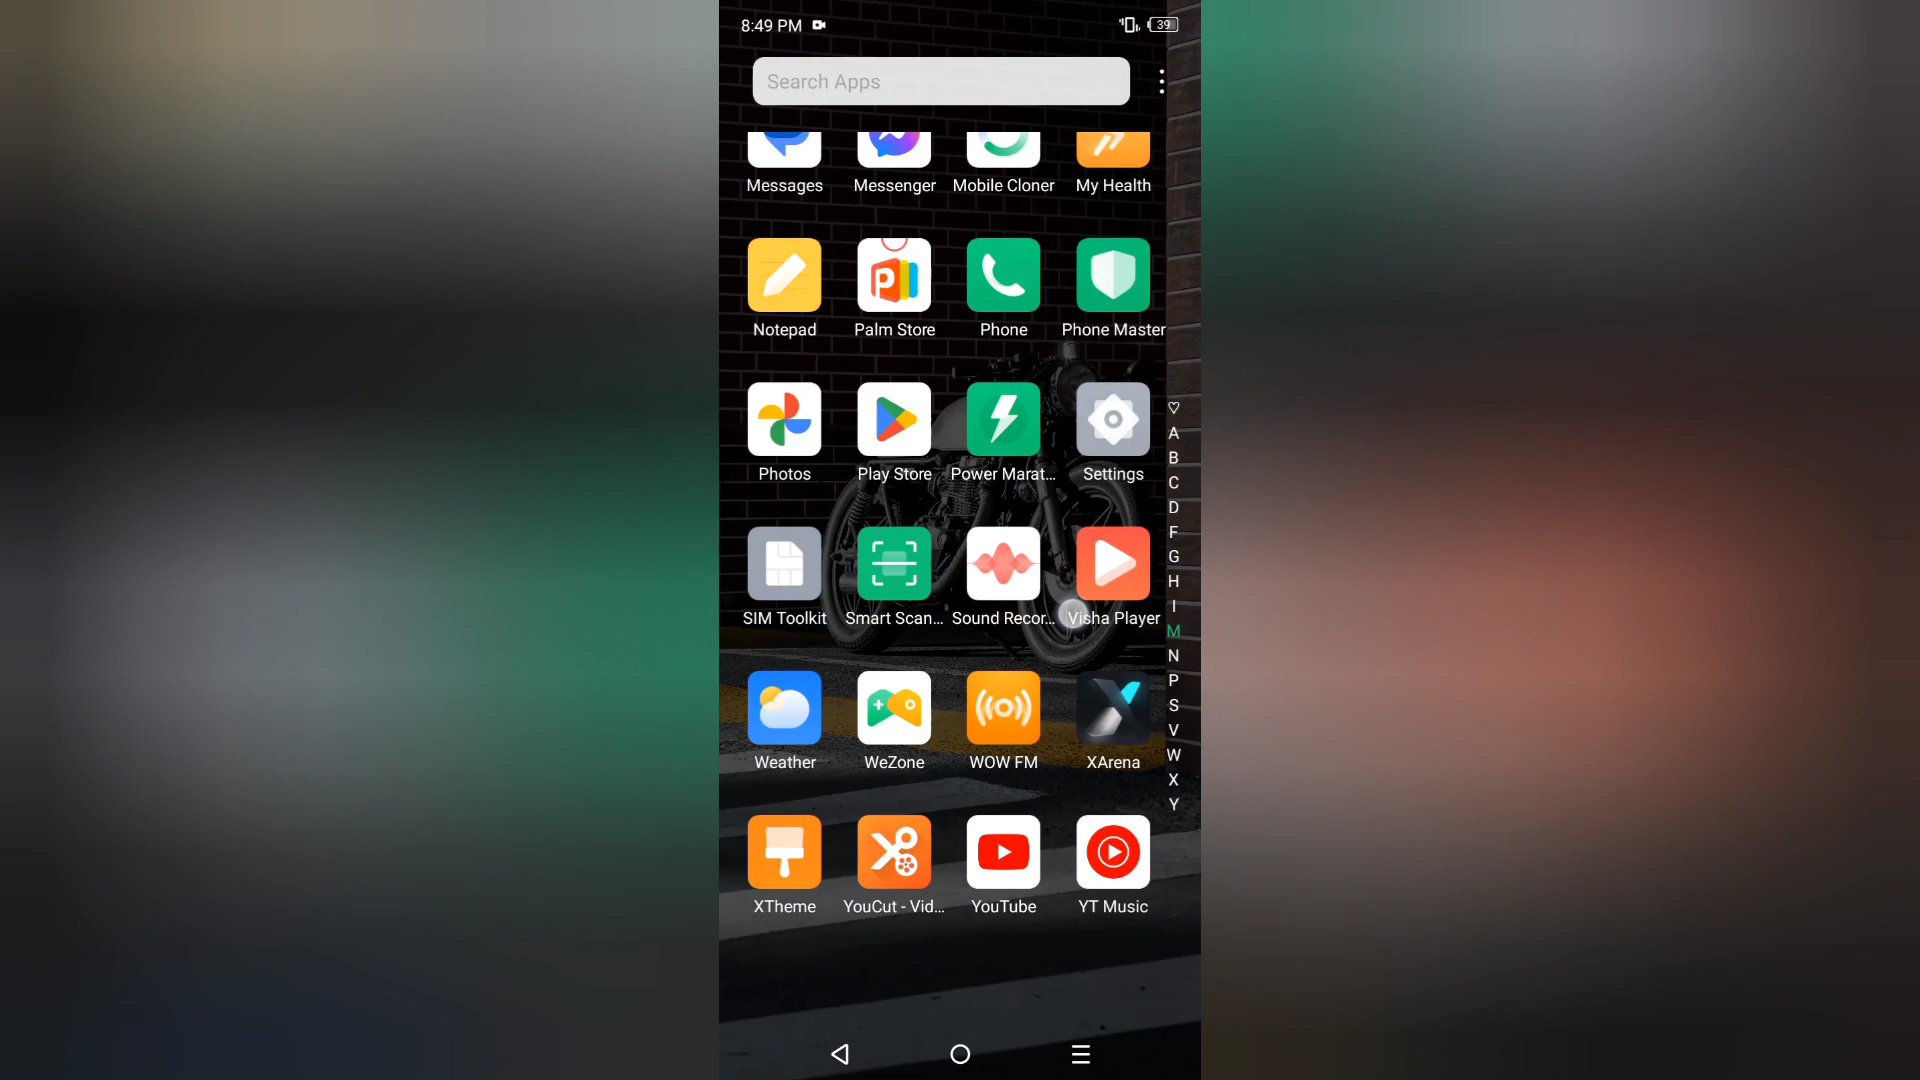 8:49 PM
39
Search Apps
Messages Messenger Mobile Cloner My Health
Notepad Palm Store Phone Phone Master
Photos Play Store Power Marat... Settings
SIM Toolkit Smart Scan... Sound Recor... Visha Player
Weather WeZone WOW FM XArena
XTheme YouCut - Vid... YouTube YT Music
A
B
C
D
F
G
H
I
M
N
P
S
V
W
X
Y